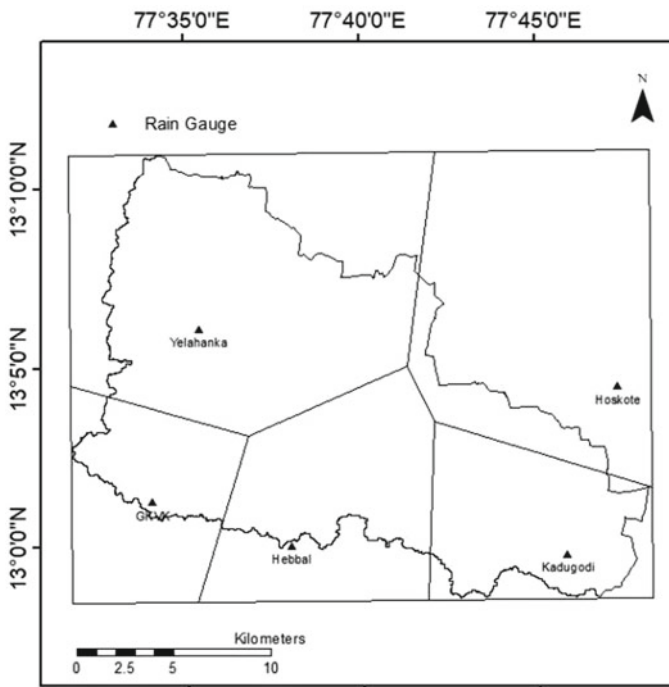 77°35'0"E 77°40'0"E 77°45'0"E
N
Rain Gauge
13°10'0"N
Yelahanka
13°5'0"N
Hoskote
GKVK
13°0'0"N
Hebbal
Kadugodi
Kilometers
0 2.5 5 10